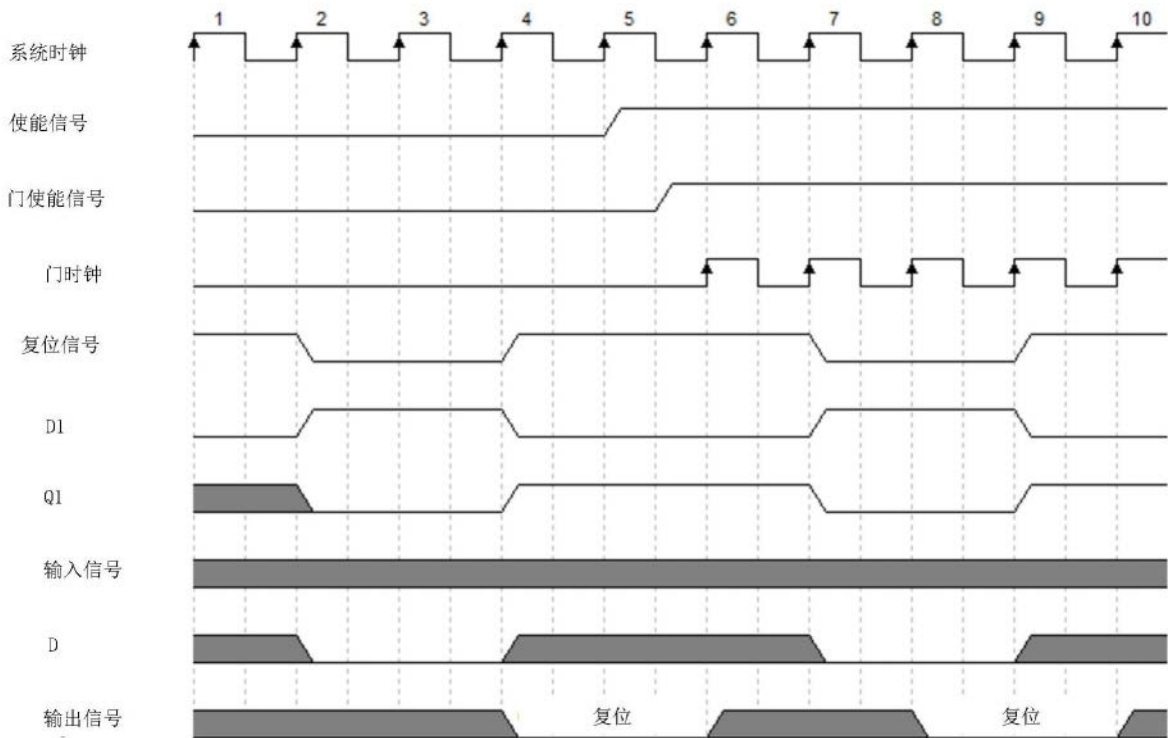 1 2 3 4 5 6 7 8 9 10
系统时钟
使能信号
门使能信号
门时钟
复位信号
D1
Q1
输入信号
D
输出信号 复位 复位